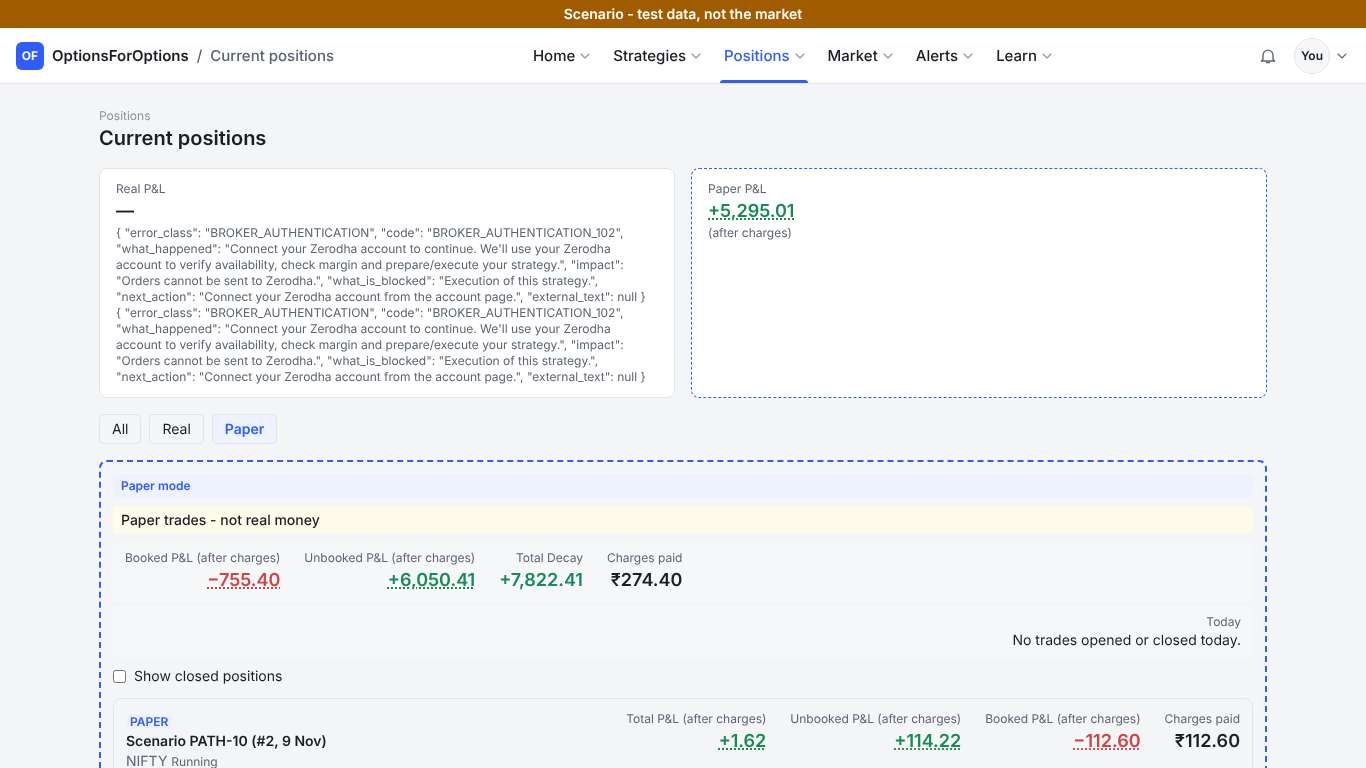 Scenario - test data, not the market
OF OptionsForOptions / Current positions
Home Strategies Positions Market Alerts Learn
You
Positions
Current positions
Real P&L
—
{ "error_class": "BROKER_AUTHENTICATION", "code": "BROKER_AUTHENTICATION_102",
"what_happened": "Connect your Zerodha account to continue. We'll use your Zerodha
account to verify availability, check margin and prepare/execute your strategy.", "impact":
"Orders cannot be sent to Zerodha.", "what_is_blocked": "Execution of this strategy.",
"next_action": "Connect your Zerodha account from the account page.", "external_text": null }
{ "error_class": "BROKER_AUTHENTICATION", "code": "BROKER_AUTHENTICATION_102",
"what_happened": "Connect your Zerodha account to continue. We'll use your Zerodha
account to verify availability, check margin and prepare/execute your strategy.", "impact":
"Orders cannot be sent to Zerodha.", "what_is_blocked": "Execution of this strategy.",
"next_action": "Connect your Zerodha account from the account page.", "external_text": null }
Paper P&L
+5,295.01
(after charges)
All Real Paper
Paper mode
Paper trades - not real money
Booked P&L (after charges) Unbooked P&L (after charges) Total Decay Charges paid
−755.40 +6,050.41 +7,822.41 ₹274.40
Today
No trades opened or closed today.
Show closed positions
PAPER
Scenario PATH-10 (#2, 9 Nov)
NIFTY Running
Total P&L (after charges) Unbooked P&L (after charges) Booked P&L (after charges) Charges paid
+1.62 +114.22 −112.60 ₹112.60